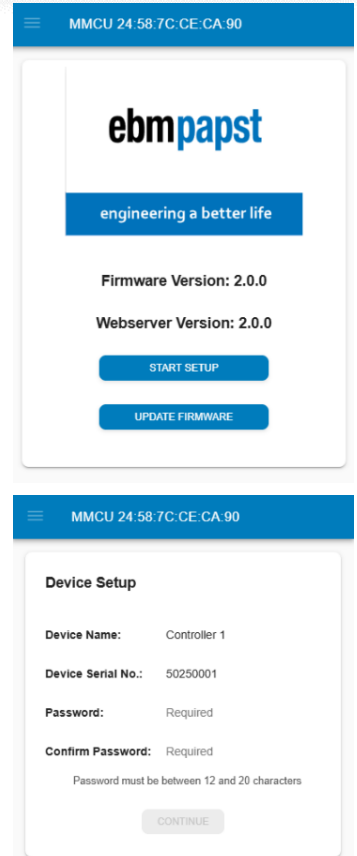 MMCU 24:58:7C:CE:CA:90
ebmpapst
engineering a better life
Firmware Version: 2.0.0
Webserver Version: 2.0.0
START SETUP
UPDATE FIRMWARE
MMCU 24:58:7C:CE:CA:90
Device Setup
Device Name: Controller 1
Device Serial No.: 50250001
Password: Required
Confirm Password: Required
Password must be between 12 and 20 characters
CONTINUE